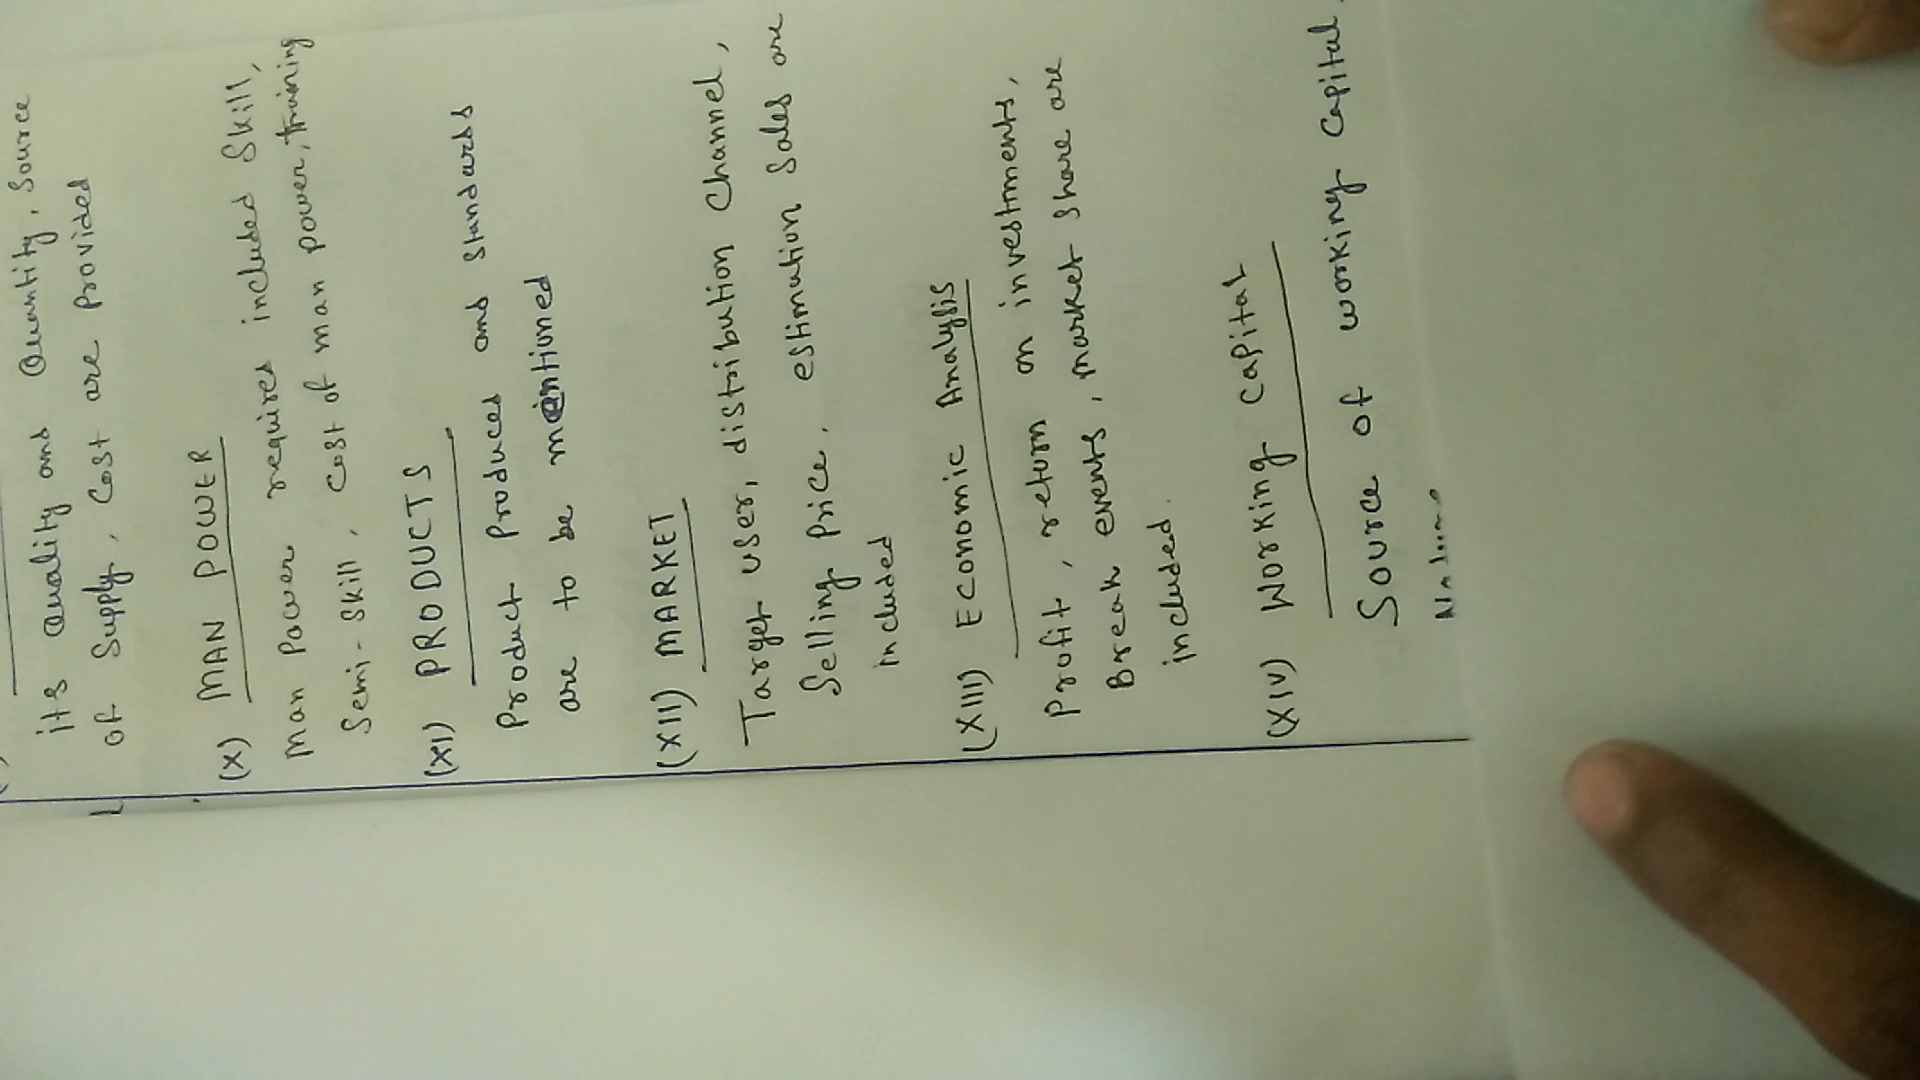 its Quality and Quantity, Source
of Supply, Cost are Provided
(X) MAN POWER
Man Power required included Skill,
Semi-Skill, Cost of man power, training
(XI) PRODUCTS
Product Produced and Standards
are to be mentioned
(XII) MARKET
Target user, distribution Channel,
Selling Price, estimation Sales are
included
(XIII) ECONOMIC Analysis
Profit, return on investments,
Break events, market Share are
included.
(XIV) Working Capital
Source of working Capital.